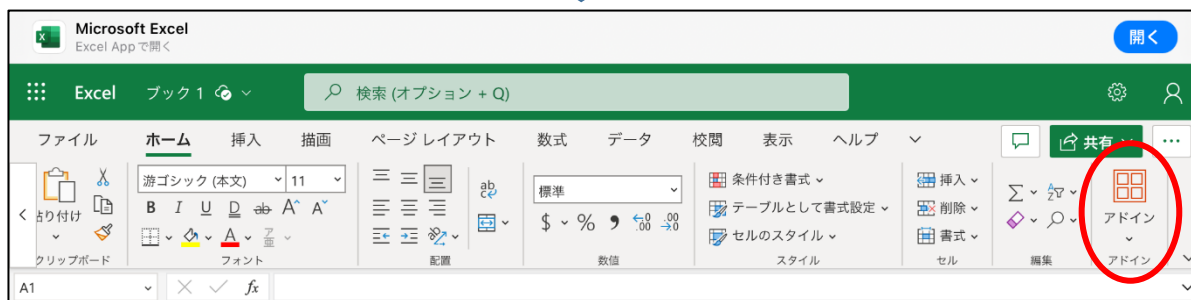 Microsoft Excel
Excel App で開く
開く
Excel ブック 1 検索 (オプション + Q)
ファイル ホーム 挿入 描画 ページ レイアウト 数式 データ 校閲 表示 ヘルプ 共有
游ゴシック (本文) 11 ab 標準 条件付き書式 挿入
貼り付け B I U D ab A A $ % 9 .00 .00 テーブルとして書式設定 削除 アドイン
A セルのスタイル 書式
クリップボード フォント 配置 数値 スタイル セル 編集 アドイン
A1 fx